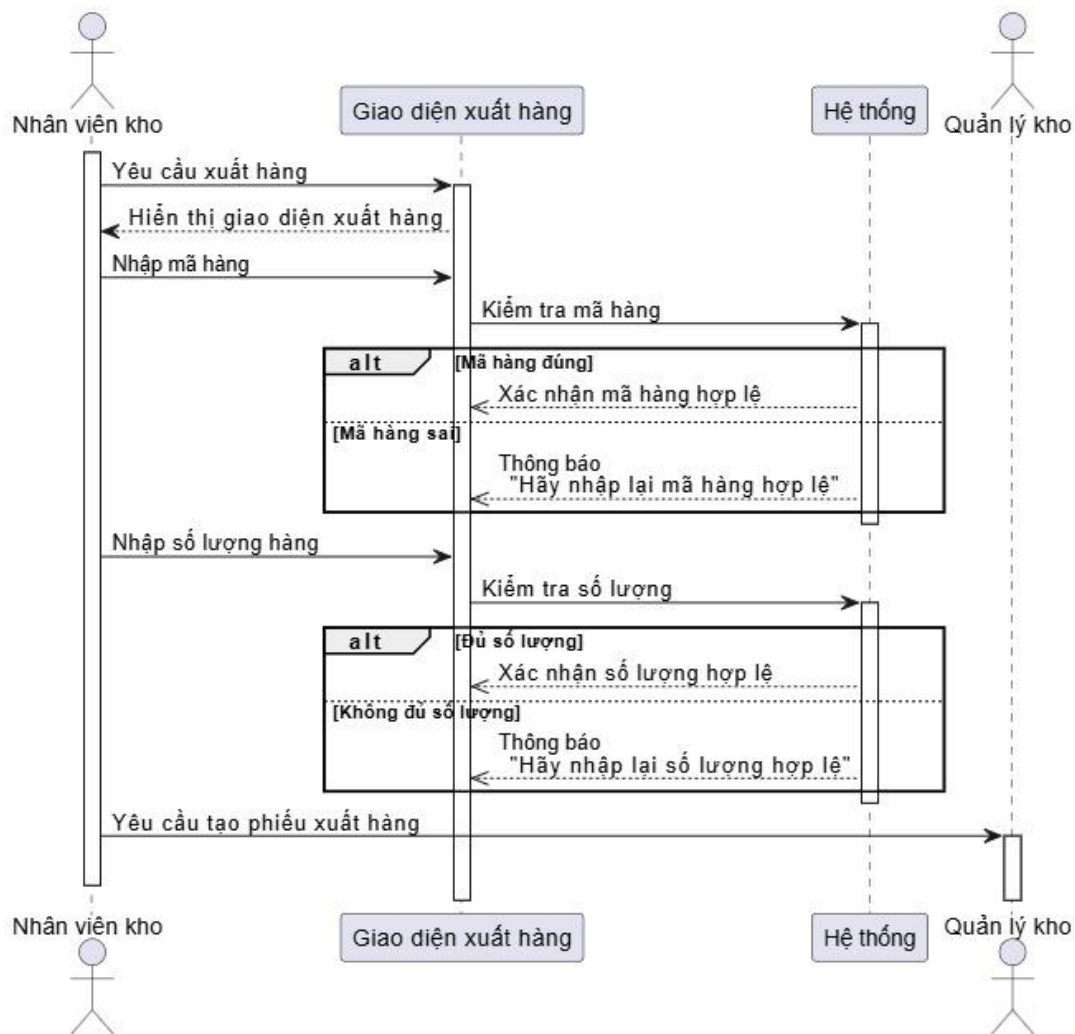 Nhân viên kho
Giao diện xuất hàng
Hệ thống
Quản lý kho
Yêu cầu xuất hàng
Hiển thị giao diện xuất hàng
Nhập mã hàng
Kiểm tra mã hàng
alt
[Mã hàng đúng]
Xác nhận mã hàng hợp lệ
[Mã hàng sai]
Thông báo
"Hãy nhập lại mã hàng hợp lệ"
Nhập số lượng hàng
Kiểm tra số lượng
alt
[Đủ số lượng]
Xác nhận số lượng hợp lệ
[Không đủ số lượng]
Thông báo
"Hãy nhập lại số lượng hợp lệ"
Yêu cầu tạo phiếu xuất hàng
Nhân viên kho
Giao diện xuất hàng
Hệ thống
Quản lý kho